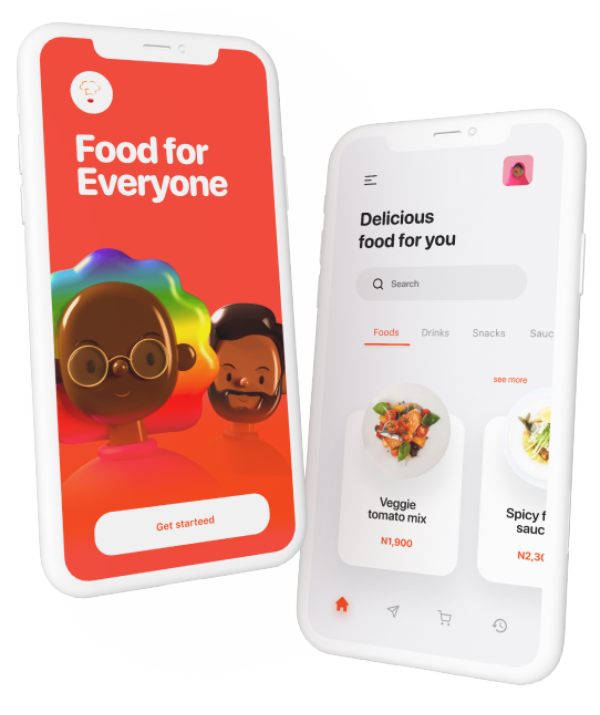 Food for
Everyone
Get starteed
Delicious
food for you
Search
Foods Drinks Snacks Sauc
see more
Veggie
tomato mix
N1,900
Spicy f
sauc
N2,30